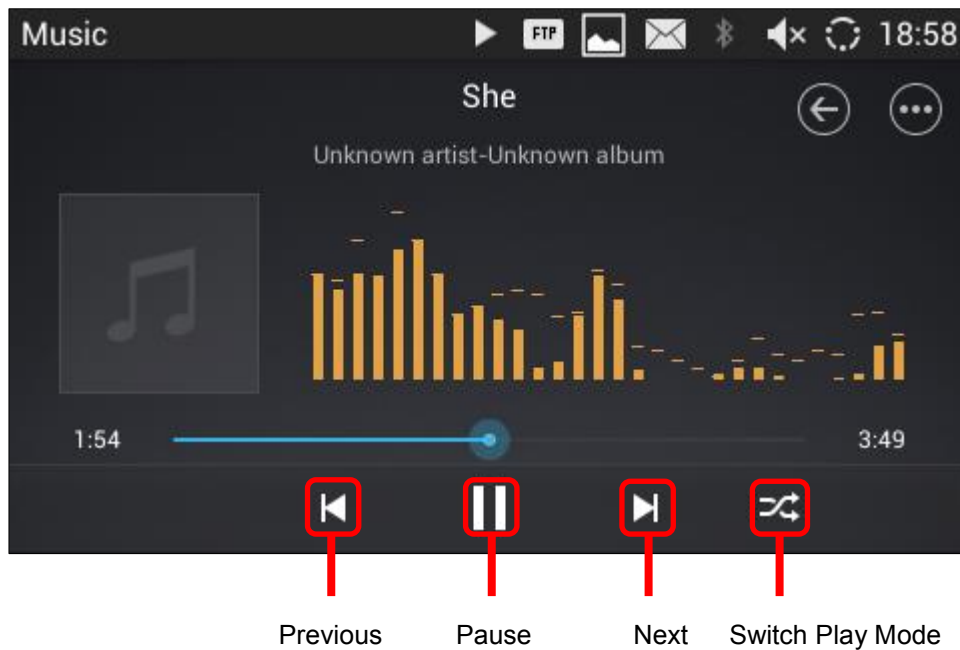 Music FTP 18:58
She
Unknown artist-Unknown album
1:54 3:49
Previous Pause Next Switch Play Mode